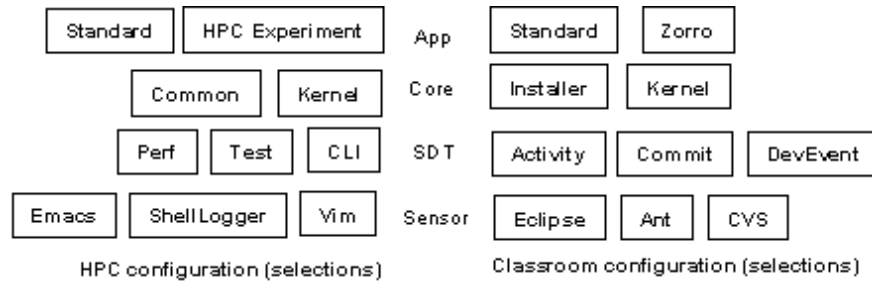 Standard HPC Experiment App Standard Zorro
Common Kernel Core Installer Kernel
Perf Test CLI SDT Activity Commit DevEvent
Emacs ShellLogger Vim Sensor Eclipse Ant CVS
HPC configuration (selections) Classroom configuration (selections)